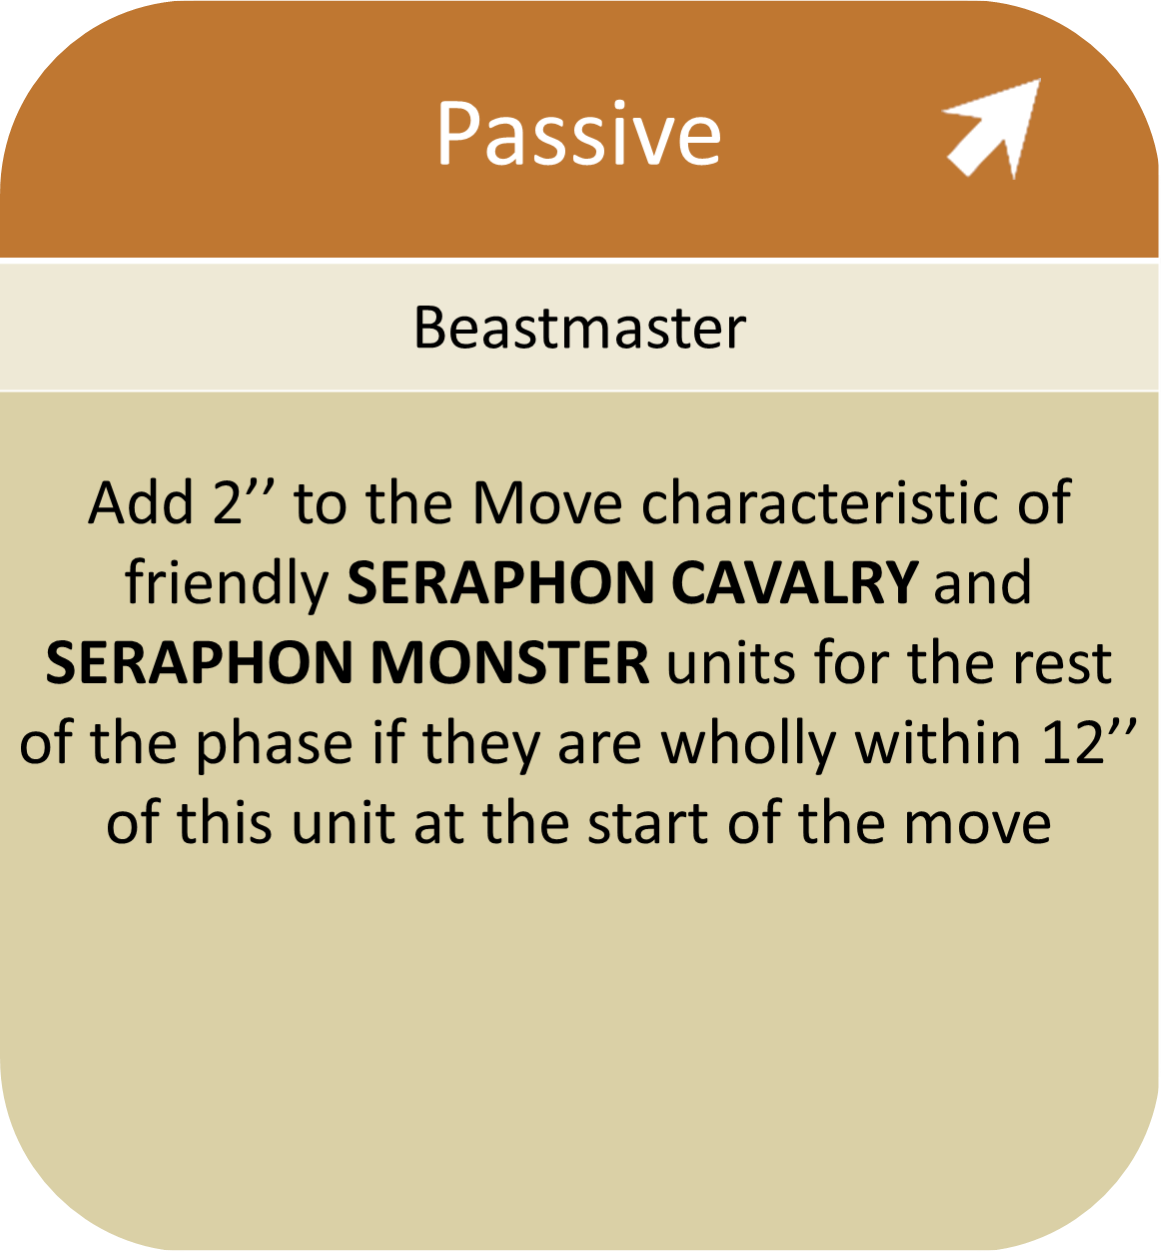 Passive
Beastmaster
Add 2’’ to the Move characteristic of
friendly SERAPHON CAVALRY and
SERAPHON MONSTER units for the rest
of the phase if they are wholly within 12’’
of this unit at the start of the move